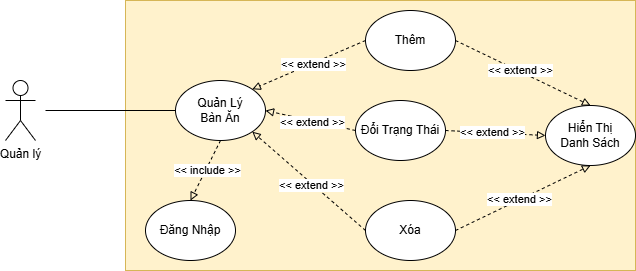 Thêm
<< extend >>
<< extend >>
Quản Lý
Bàn Ăn
<< extend >>
Đổi Trạng Thái
<< extend >>
Hiển Thị
Danh Sách
Quản lý
<< include >>
<< extend >>
<< extend >>
Đăng Nhập
Xóa